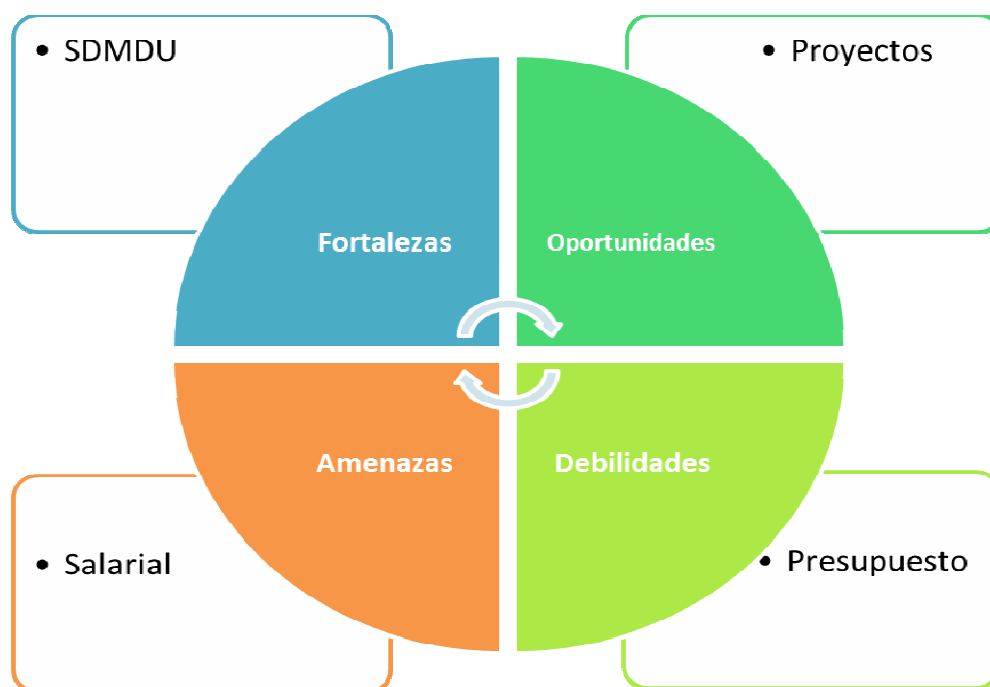 • SDMDU
• Proyectos
Fortalezas
Oportunidades
Amenazas
Debilidades
• Salarial
• Presupuesto